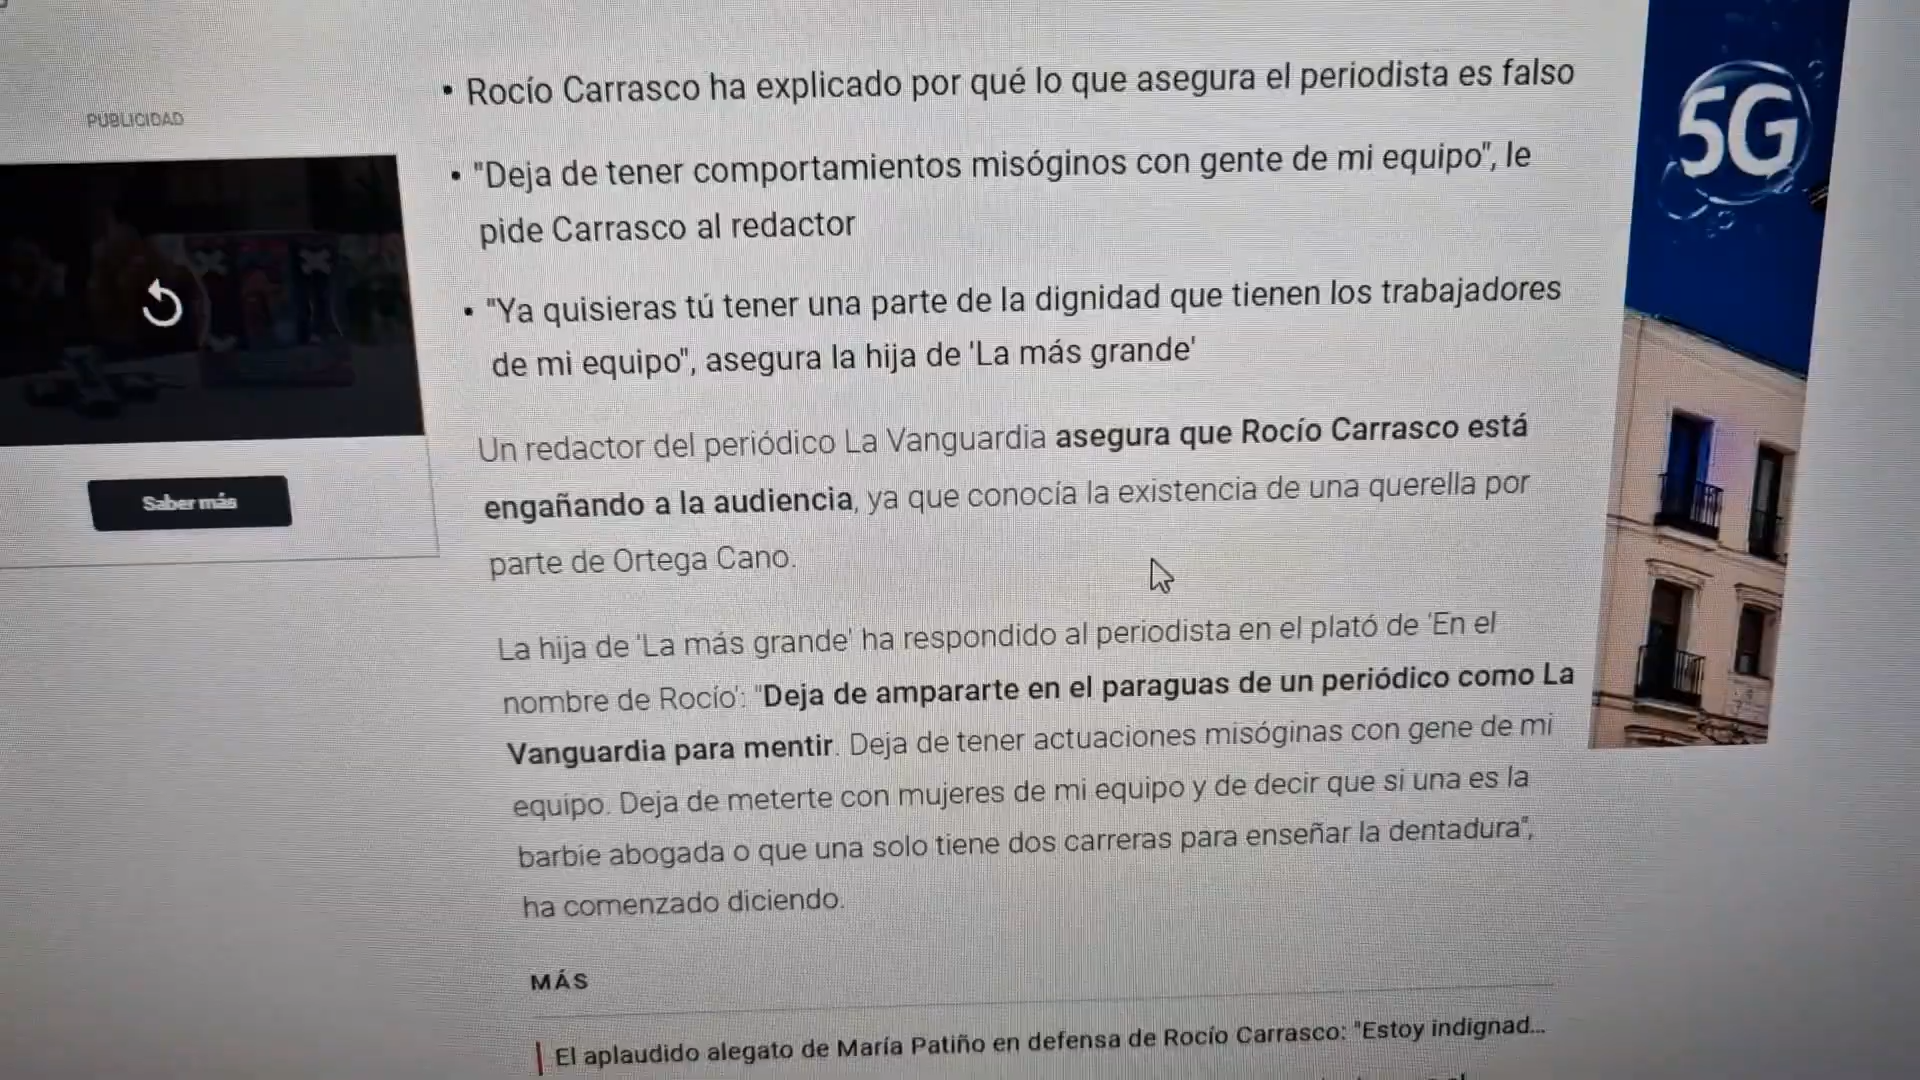 PUBLICIDAD
• Rocío Carrasco ha explicado por qué lo que asegura el periodista es falso
• "Deja de tener comportamientos misóginos con gente de mi equipo", le
pide Carrasco al redactor
• "Ya quisieras tú tener una parte de la dignidad que tienen los trabajadores
de mi equipo", asegura la hija de 'La más grande'
Saber más
Un redactor del periódico La Vanguardia asegura que Rocío Carrasco está
engañando a la audiencia, ya que conocía la existencia de una querella por
parte de Ortega Cano.
La hija de 'La más grande' ha respondido al periodista en el plató de 'En el
nombre de Rocío': "Deja de ampararte en el paraguas de un periódico como La
Vanguardia para mentir. Deja de tener actuaciones misóginas con gene de mi
equipo. Deja de meterte con mujeres de mi equipo y de decir que si una es la
barbie abogada o que una solo tiene dos carreras para enseñar la dentadura",
ha comenzado diciendo.
MÁS
El aplaudido alegato de María Patiño en defensa de Rocío Carrasco: "Estoy indignad...
5G